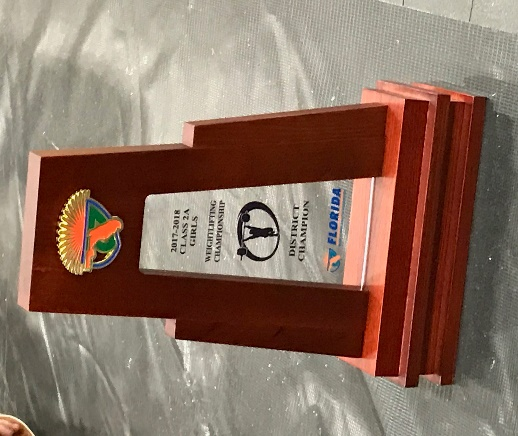 2017-2018
CLASS 2A
GIRLS
WEIGHTLIFTING
CHAMPIONSHIP
DISTRICT
CHAMPION
FLORIDA